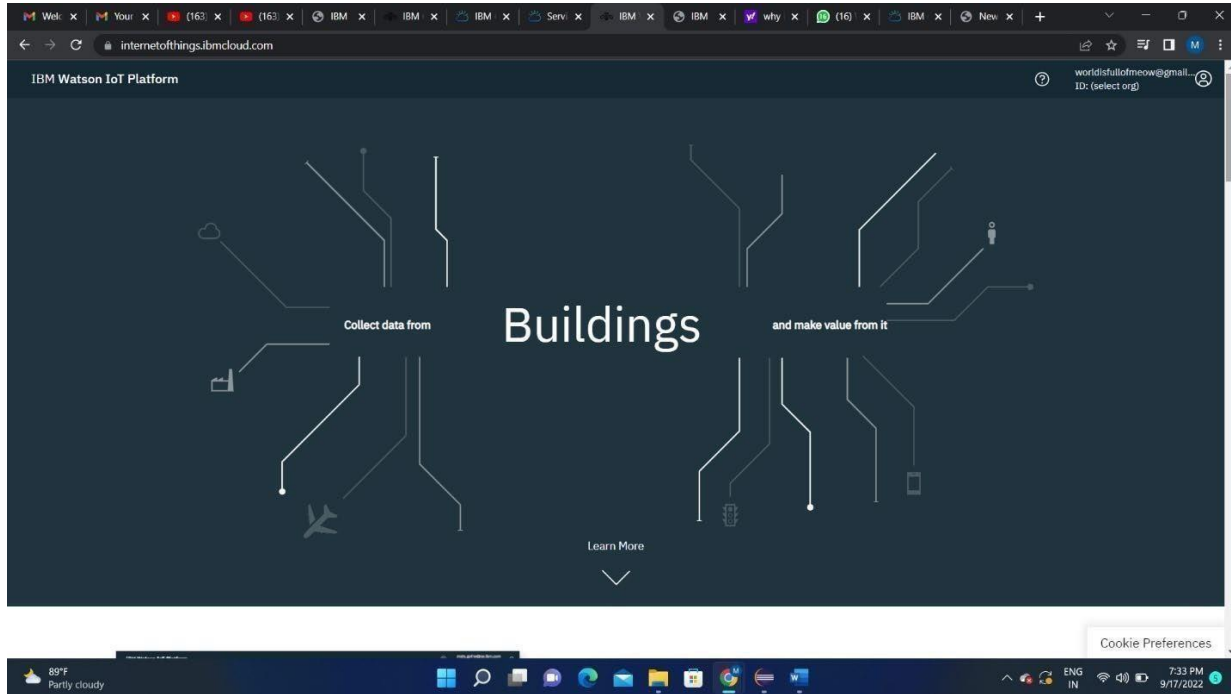 Welc
Your
(163)
(163)
IBM
IBM
IBM
Servi
IBM
IBM
why
(16)
IBM
New
internetofthings.ibmcloud.com
M
IBM Watson IoT Platform
worldisfullofmeow@gmail...
ID: (select org)
Collect data from
Buildings
and make value from it
Learn More
Cookie Preferences
89°F
Partly cloudy
ENG
IN
7:33 PM
9/17/2022